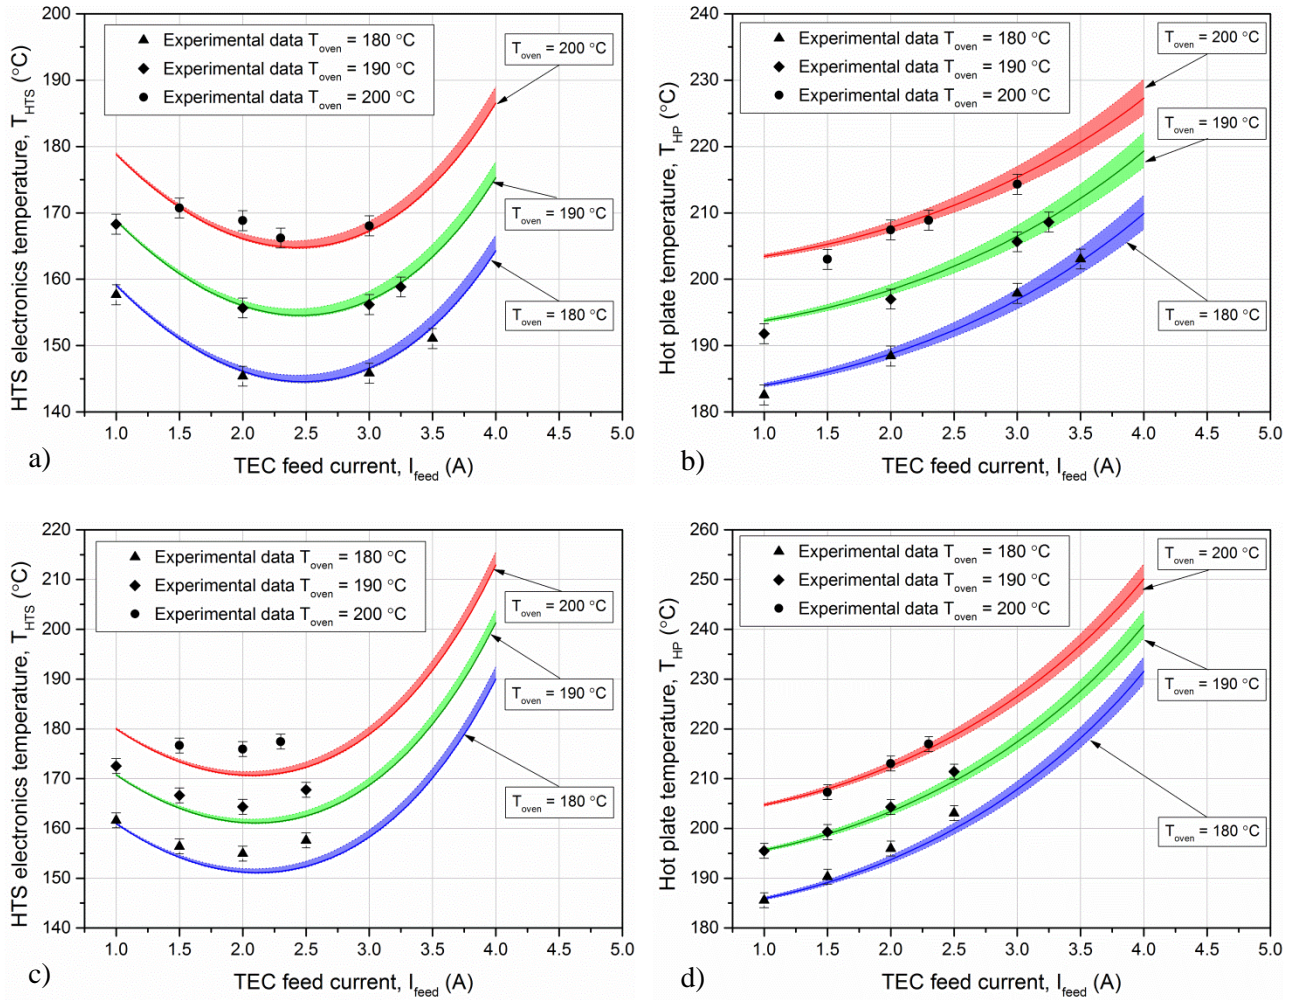 200
190
180
170
160
150
140
HTS electronics temperature, T_HTS (°C)
Experimental data T_oven = 180 °C
Experimental data T_oven = 190 °C
Experimental data T_oven = 200 °C
T_oven = 200 °C
T_oven = 190 °C
T_oven = 180 °C
1.0 1.5 2.0 2.5 3.0 3.5 4.0 4.5 5.0
TEC feed current, I_feed (A)
a)
240
230
220
210
200
190
180
Hot plate temperature, T_HP (°C)
Experimental data T_oven = 180 °C
Experimental data T_oven = 190 °C
Experimental data T_oven = 200 °C
T_oven = 200 °C
T_oven = 190 °C
T_oven = 180 °C
1.0 1.5 2.0 2.5 3.0 3.5 4.0 4.5 5.0
TEC feed current, I_feed (A)
b)
220
210
200
190
180
170
160
150
140
HTS electronics temperature, T_HTS (°C)
Experimental data T_oven = 180 °C
Experimental data T_oven = 190 °C
Experimental data T_oven = 200 °C
T_oven = 200 °C
T_oven = 190 °C
T_oven = 180 °C
1.0 1.5 2.0 2.5 3.0 3.5 4.0 4.5 5.0
TEC feed current, I_feed (A)
c)
260
250
240
230
220
210
200
190
180
Hot plate temperature, T_HP (°C)
Experimental data T_oven = 180 °C
Experimental data T_oven = 190 °C
Experimental data T_oven = 200 °C
T_oven = 200 °C
T_oven = 190 °C
T_oven = 180 °C
1.0 1.5 2.0 2.5 3.0 3.5 4.0 4.5 5.0
TEC feed current, I_feed (A)
d)